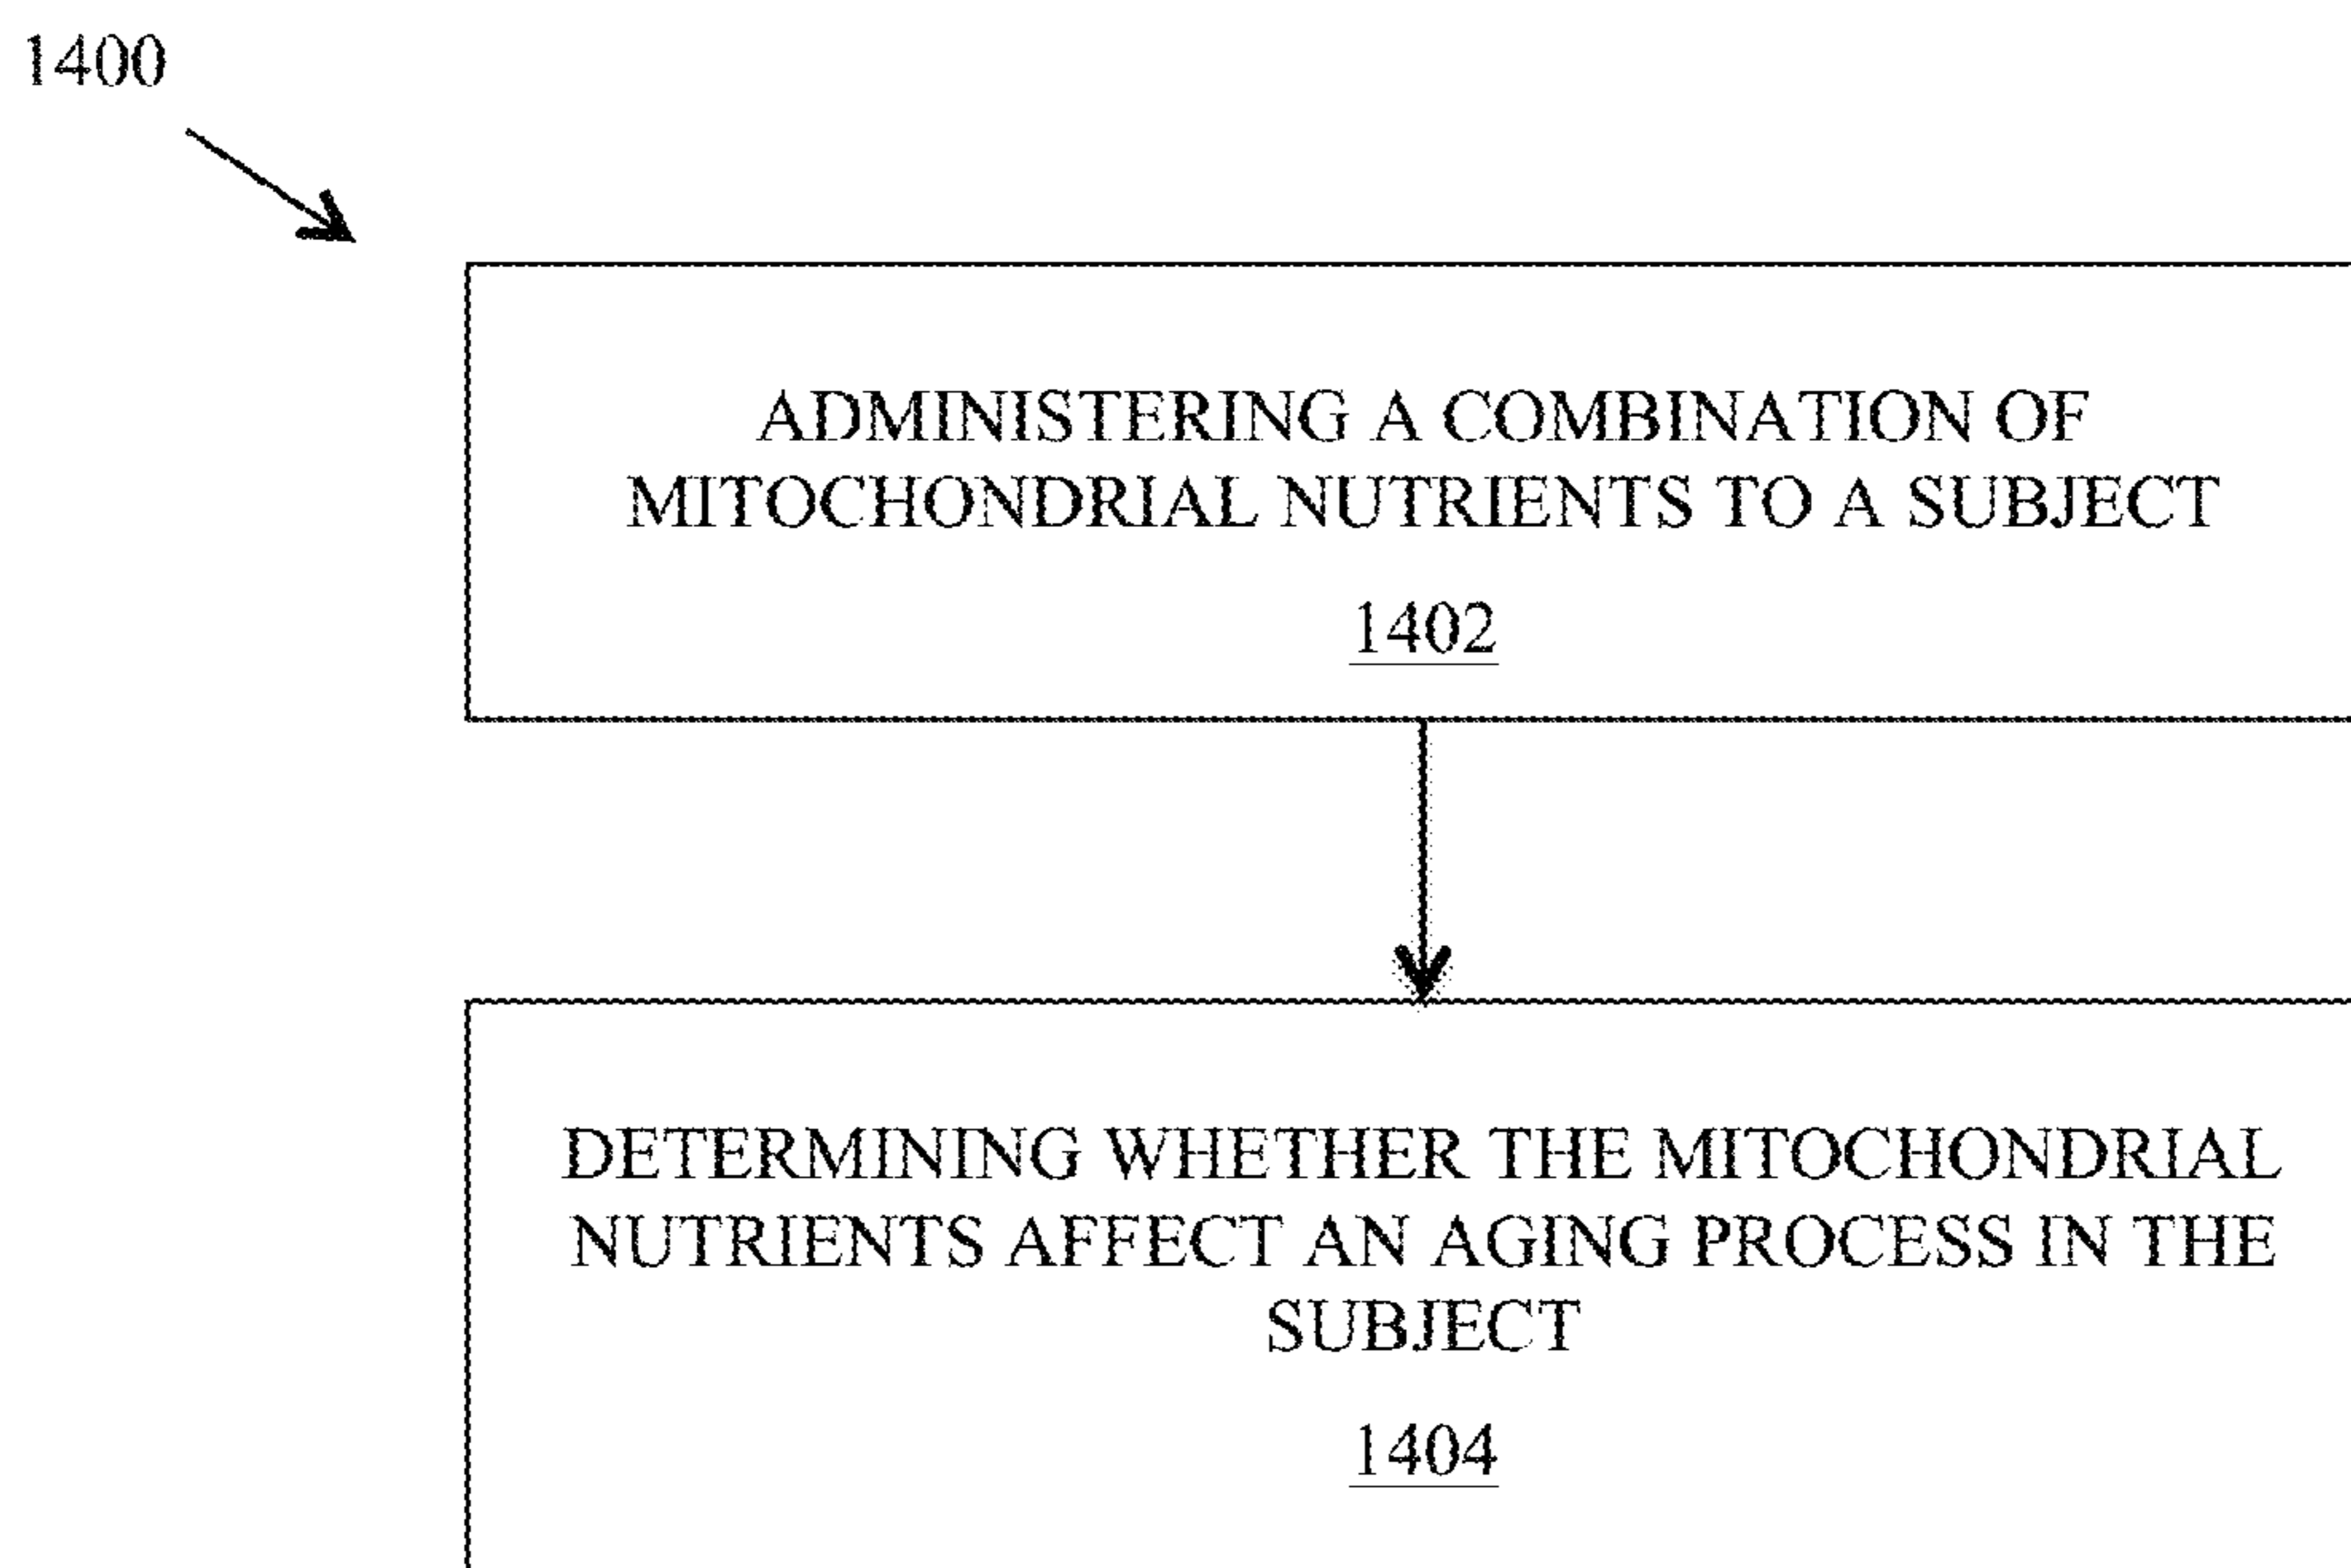 1400
ADMINISTERING A COMBINATION OF
MITOCHONDRIAL NUTRIENTS TO A SUBJECT
1402
DETERMINING WHETHER THE MITOCHONDRIAL
NUTRIENTS AFFECT AN AGING PROCESS IN THE
SUBJECT
1404